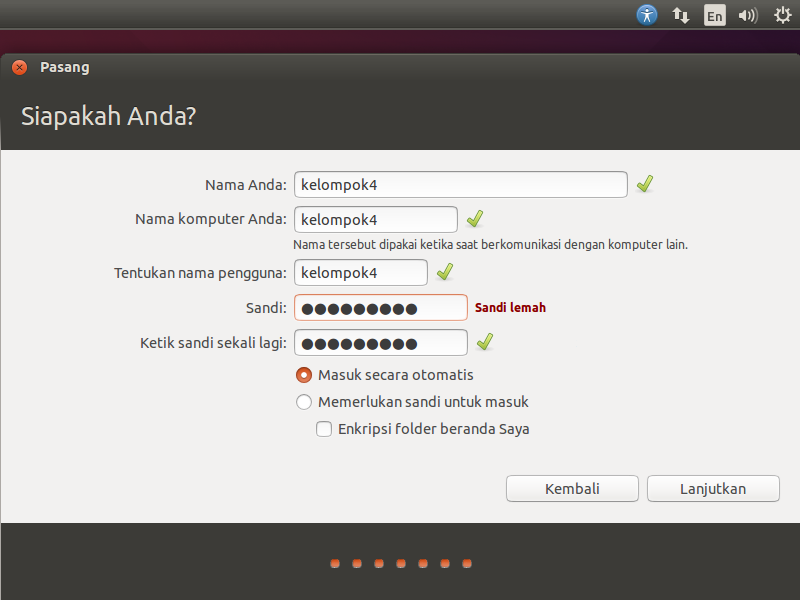 En
Pasang
Siapakah Anda?
Nama Anda: kelompok4
Nama komputer Anda: kelompok4
Nama tersebut dipakai ketika saat berkomunikasi dengan komputer lain.
Tentukan nama pengguna: kelompok4
Sandi: ●●●●●●●●● Sandi lemah
Ketik sandi sekali lagi: ●●●●●●●●●
Masuk secara otomatis
Memerlukan sandi untuk masuk
Enkripsi folder beranda Saya
Kembali Lanjutkan